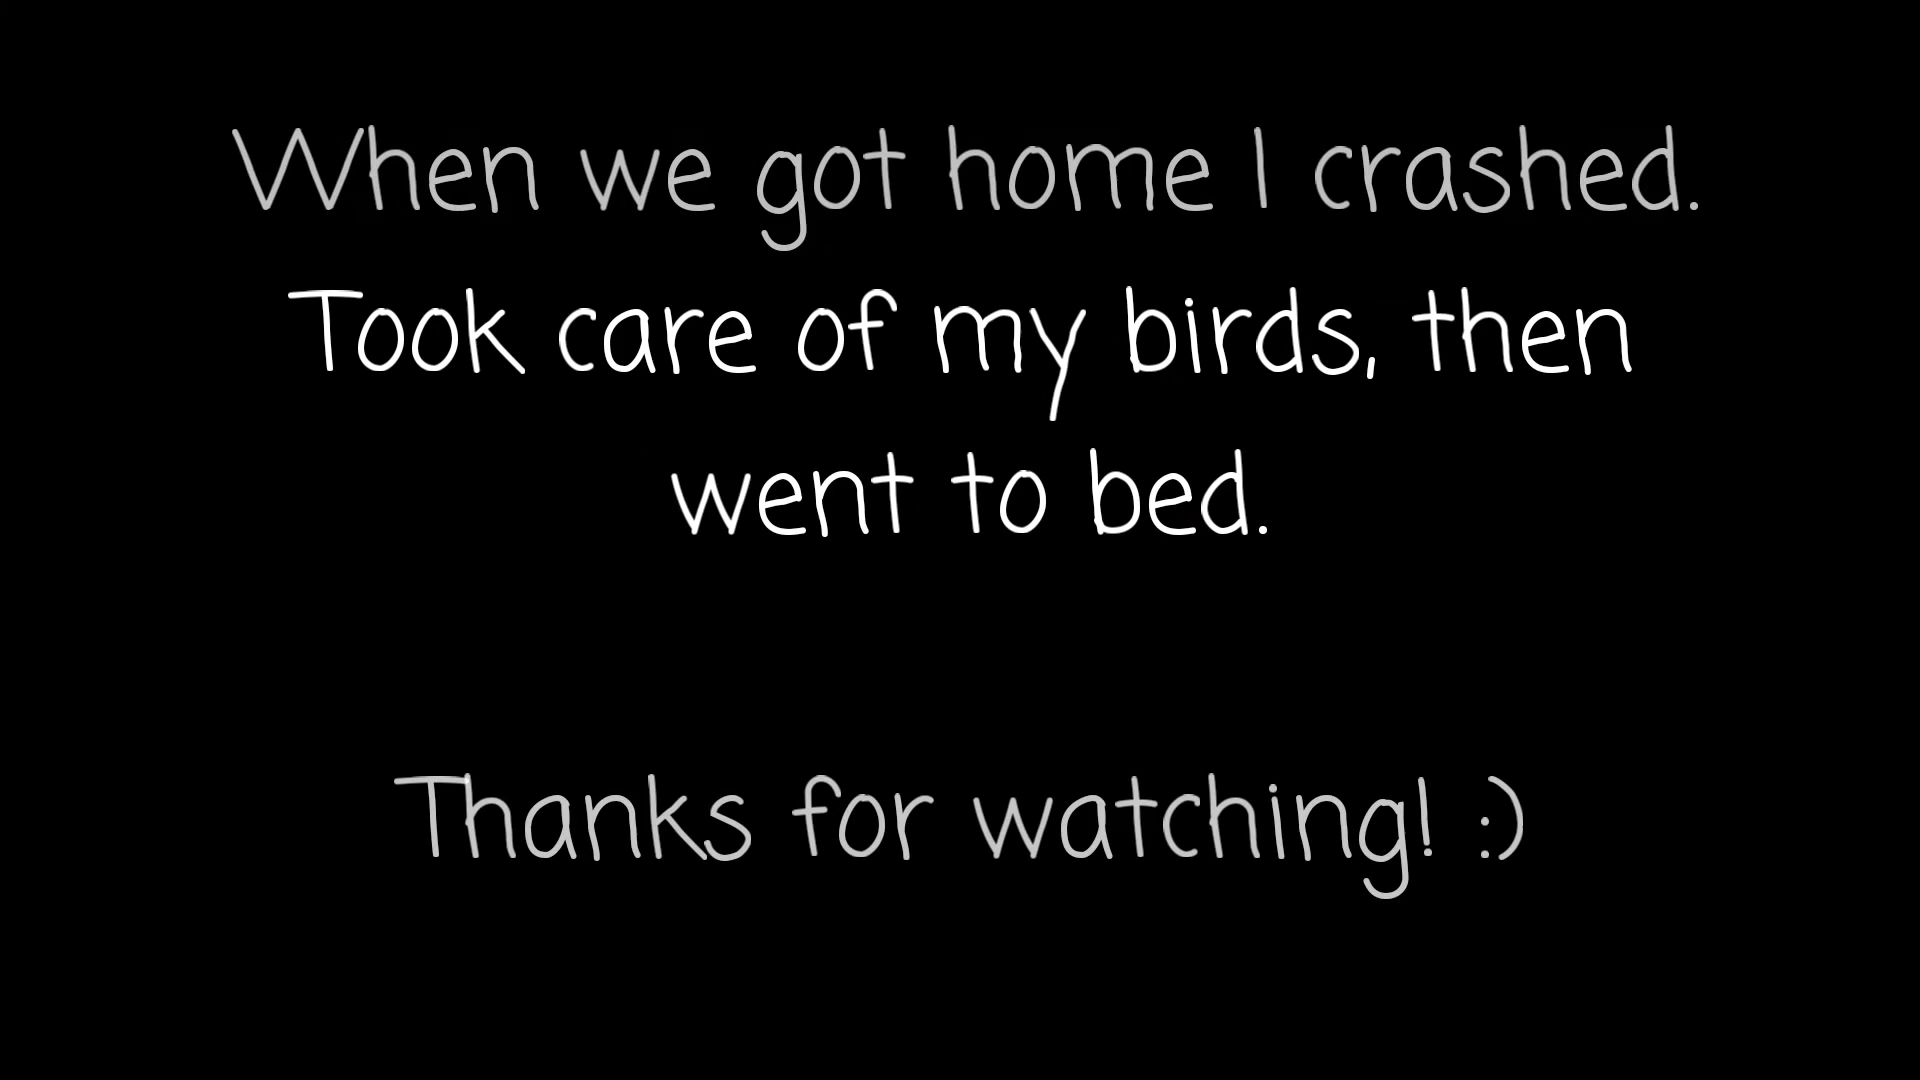 When we got home I crashed.
Took care of my birds, then
went to bed.
Thanks for watching! :)